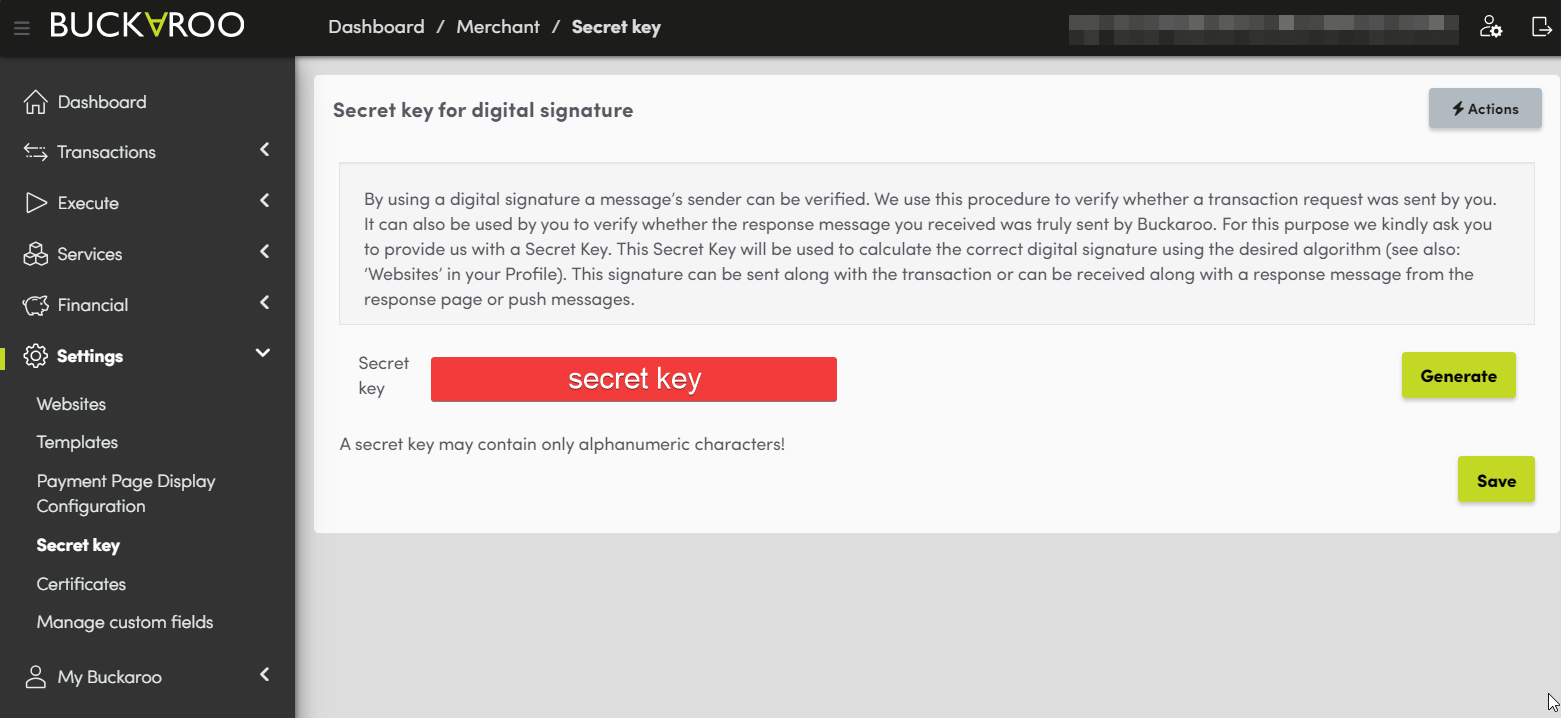 BUCKAROO
Dashboard / Merchant / Secret key
Dashboard
Transactions
Execute
Services
Financial
Settings
Websites
Templates
Payment Page Display
Configuration
Secret key
Certificates
Manage custom fields
My Buckaroo
Secret key for digital signature
Actions
By using a digital signature a message’s sender can be verified. We use this procedure to verify whether a transaction request was sent by you.
It can also be used by you to verify whether the response message you received was truly sent by Buckaroo. For this purpose we kindly ask you
to provide us with a Secret Key. This Secret Key will be used to calculate the correct digital signature using the desired algorithm (see also:
‘Websites’ in your Profile). This signature can be sent along with the transaction or can be received along with a response message from the
response page or push messages.
Secret
key
secret key
Generate
A secret key may contain only alphanumeric characters!
Save